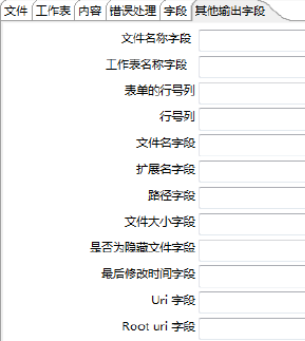 文件 工作表 内容 错误处理 字段 其他输出字段
文件名称字段
工作表名称字段
表单的行号列
行号列
文件名字段
扩展名字段
路径字段
文件大小字段
是否为隐藏文件字段
最后修改时间字段
Uri 字段
Root uri 字段